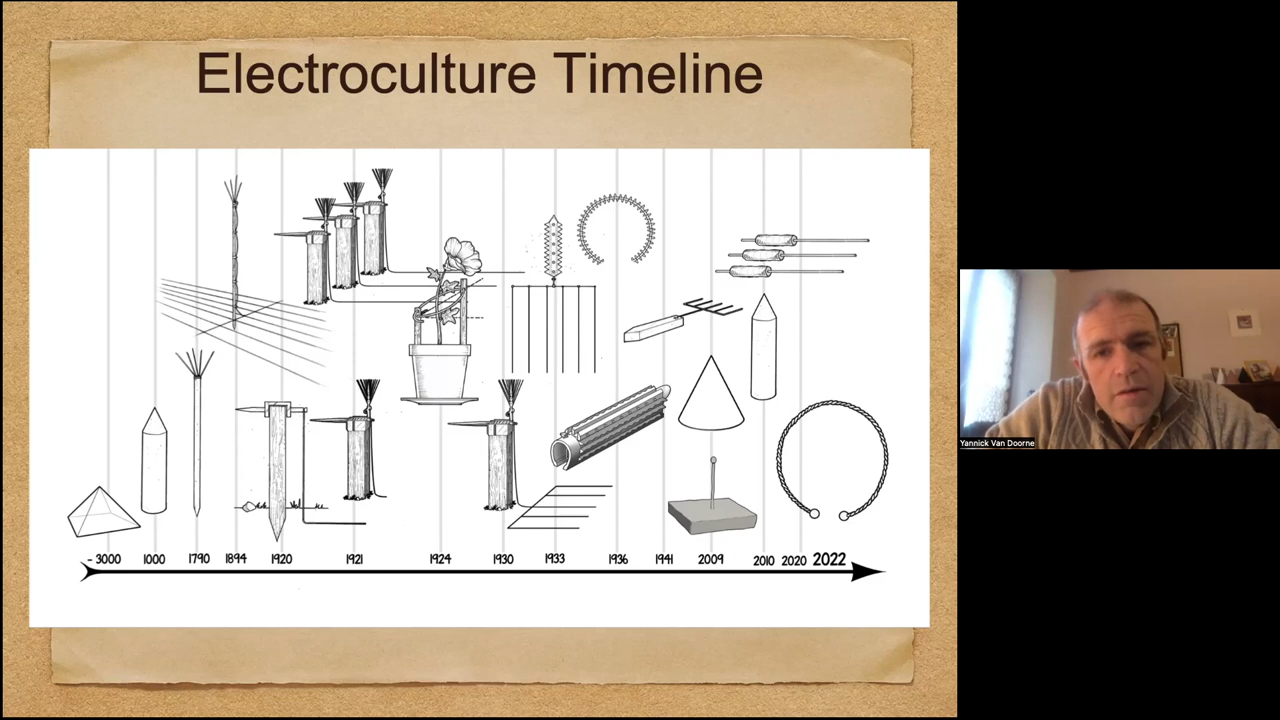 Electroculture Timeline
- 3000 1000 1790 1894 1920 1921 1924 1930 1933 1936 1941 2009 2010 2020 2022
Yannick Van Doorne